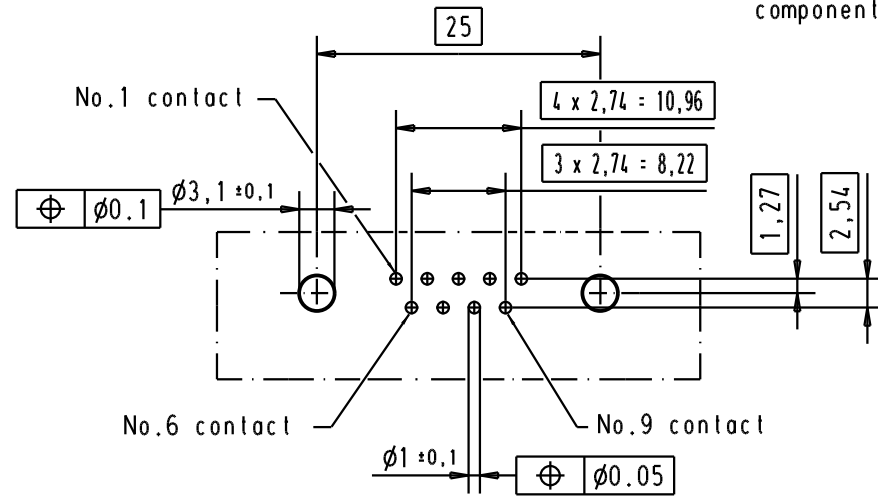 component
25
No.1 contact
4 x 2,74 = 10,96
3 x 2,74 = 8,22
⌖ ø0.1
ø3,1 ±0,1
1,27
2,54
No.6 contact
No.9 contact
ø1 ±0,1
⌖ ø0.05